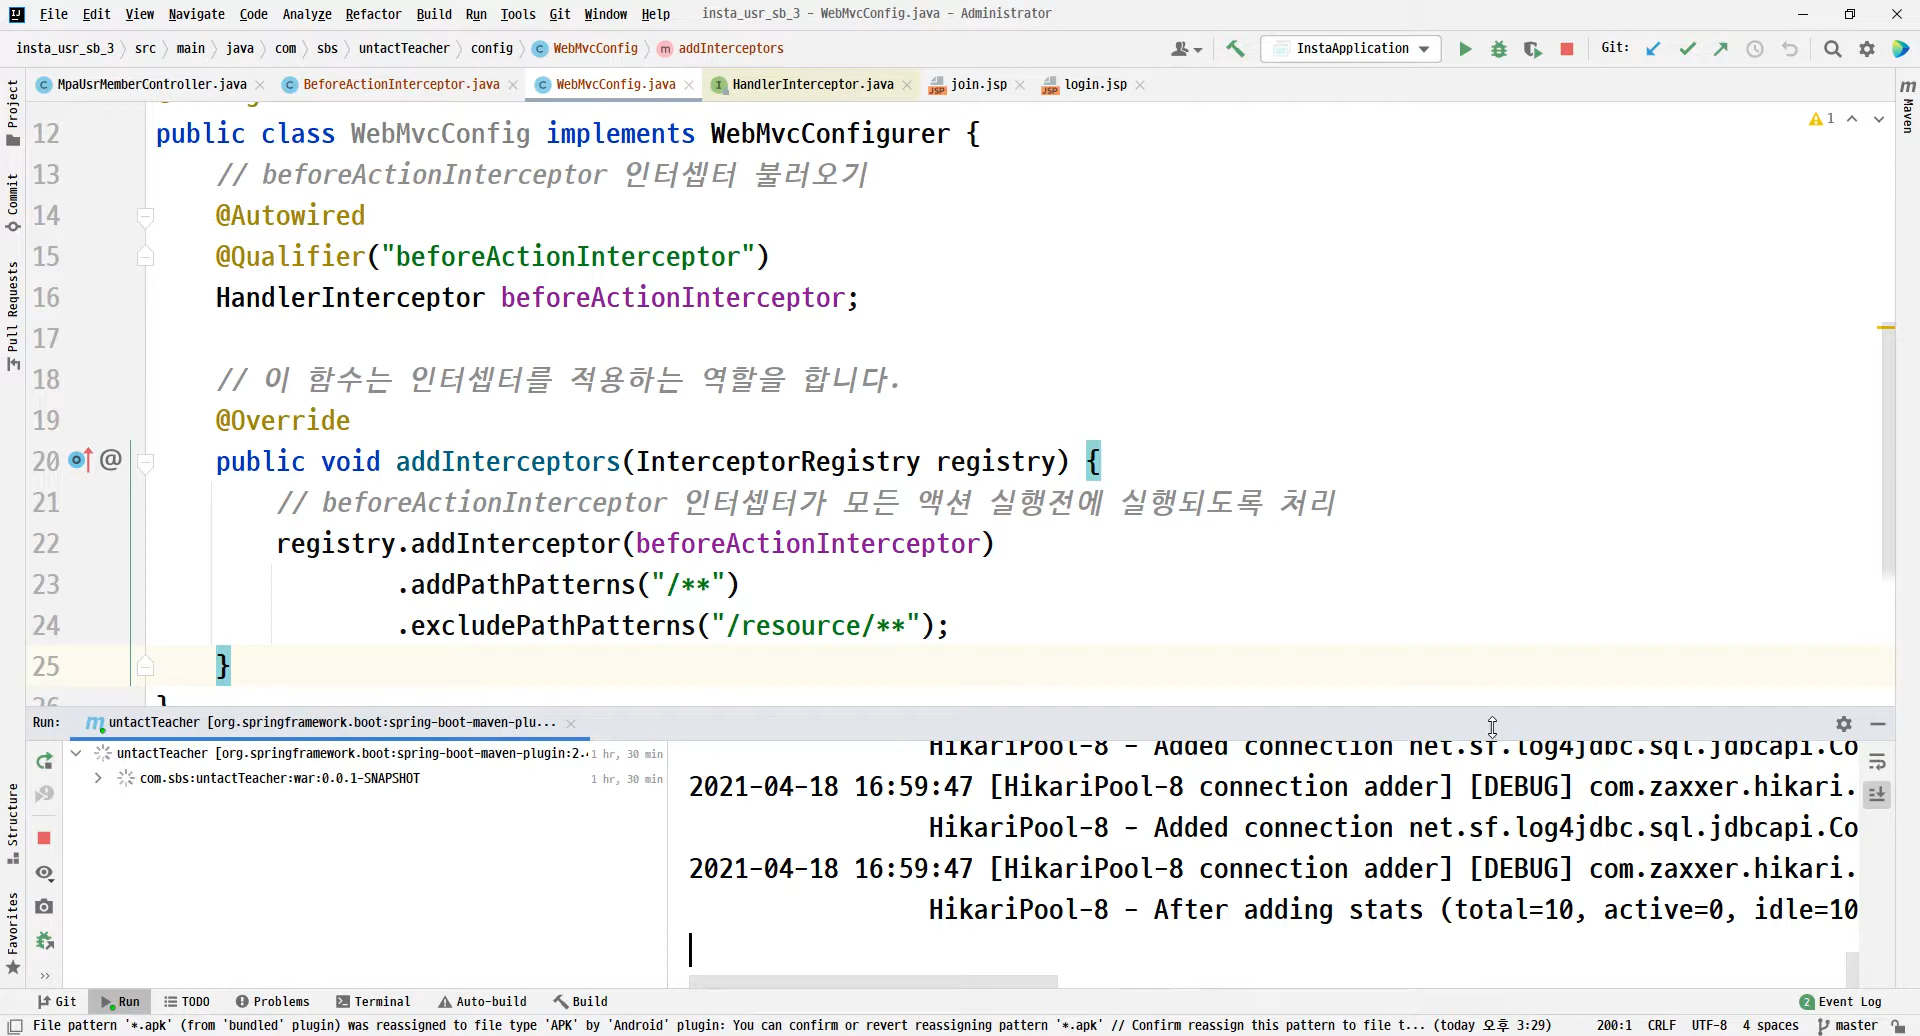 File Edit View Navigate Code Analyze Refactor Build Run Tools Git Window Help insta_usr_sb_3 - WebMvcConfig.java - Administrator
insta_usr_sb_3 src main java com sbs untactTeacher config WebMvcConfig addInterceptors InstaApplication Git:
MpaUsrMemberController.java BeforeActionInterceptor.java WebMvcConfig.java HandlerInterceptor.java join.jsp login.jsp
Project
Commit
Pull Requests
Structure
Favorites
Maven
1
12 public class WebMvcConfig implements WebMvcConfigurer {
13 // beforeActionInterceptor 인터셉터 불러오기
14 @Autowired
15 @Qualifier("beforeActionInterceptor")
16 HandlerInterceptor beforeActionInterceptor;
17
18 // 이 함수는 인터셉터를 적용하는 역할을 합니다.
19 @Override
20 public void addInterceptors(InterceptorRegistry registry) {
21 // beforeActionInterceptor 인터셉터가 모든 액션 실행전에 실행되도록 처리
22 registry.addInterceptor(beforeActionInterceptor)
23 .addPathPatterns("/**")
24 .excludePathPatterns("/resource/**");
25 }
26 }
Run: untactTeacher [org.springframework.boot:spring-boot-maven-plu...
untactTeacher [org.springframework.boot:spring-boot-maven-plugin:2. 1 hr, 30 min
com.sbs:untactTeacher:war:0.0.1-SNAPSHOT 1 hr, 30 min
HikariPool-8 - Added connection net.sf.log4jdbc.sql.jdbcapi.Co
2021-04-18 16:59:47 [HikariPool-8 connection adder] [DEBUG] com.zaxxer.hikari.
HikariPool-8 - Added connection net.sf.log4jdbc.sql.jdbcapi.Co
2021-04-18 16:59:47 [HikariPool-8 connection adder] [DEBUG] com.zaxxer.hikari.
HikariPool-8 - After adding stats (total=10, active=0, idle=10
Git Run TODO Problems Terminal Auto-build Build 2 Event Log
File pattern '*.apk' (from 'bundled' plugin) was reassigned to file type 'APK' by 'Android' plugin: You can confirm or revert reassigning pattern '*.apk' // Confirm reassign this pattern to file t... (today 오후 3:29) 200:1 CRLF UTF-8 4 spaces master